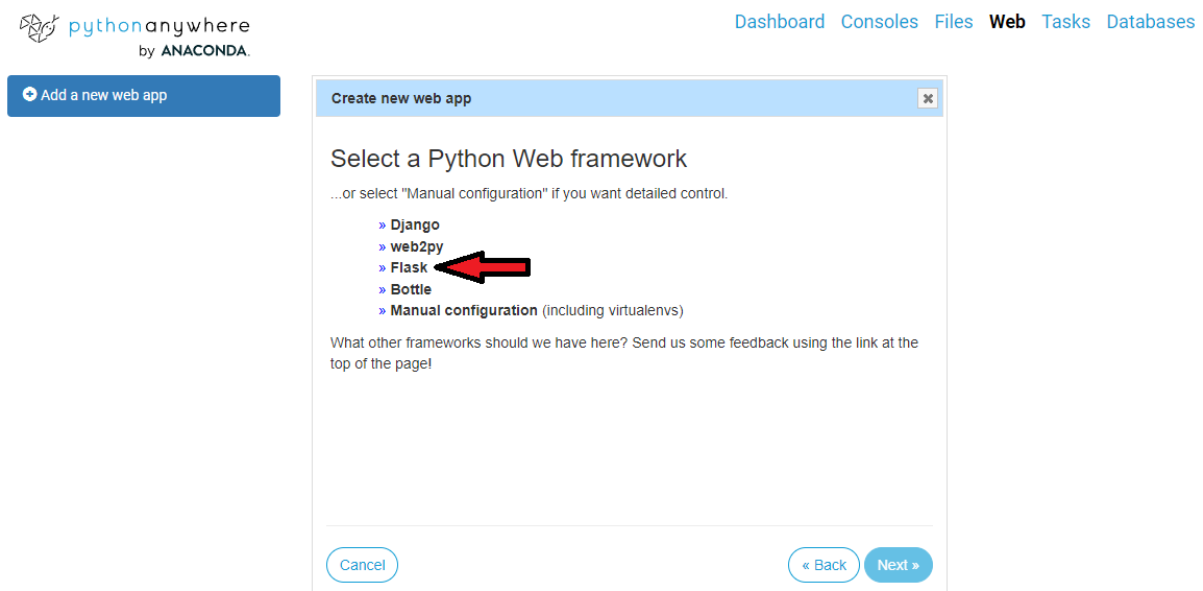 pythonanywhere
by ANACONDA.
Dashboard Consoles Files Web Tasks Databases
Add a new web app
Create new web app
Select a Python Web framework
...or select "Manual configuration" if you want detailed control.
» Django
» web2py
» Flask
» Bottle
» Manual configuration (including virtualenvs)
What other frameworks should we have here? Send us some feedback using the link at the
top of the page!
Cancel
« Back
Next »